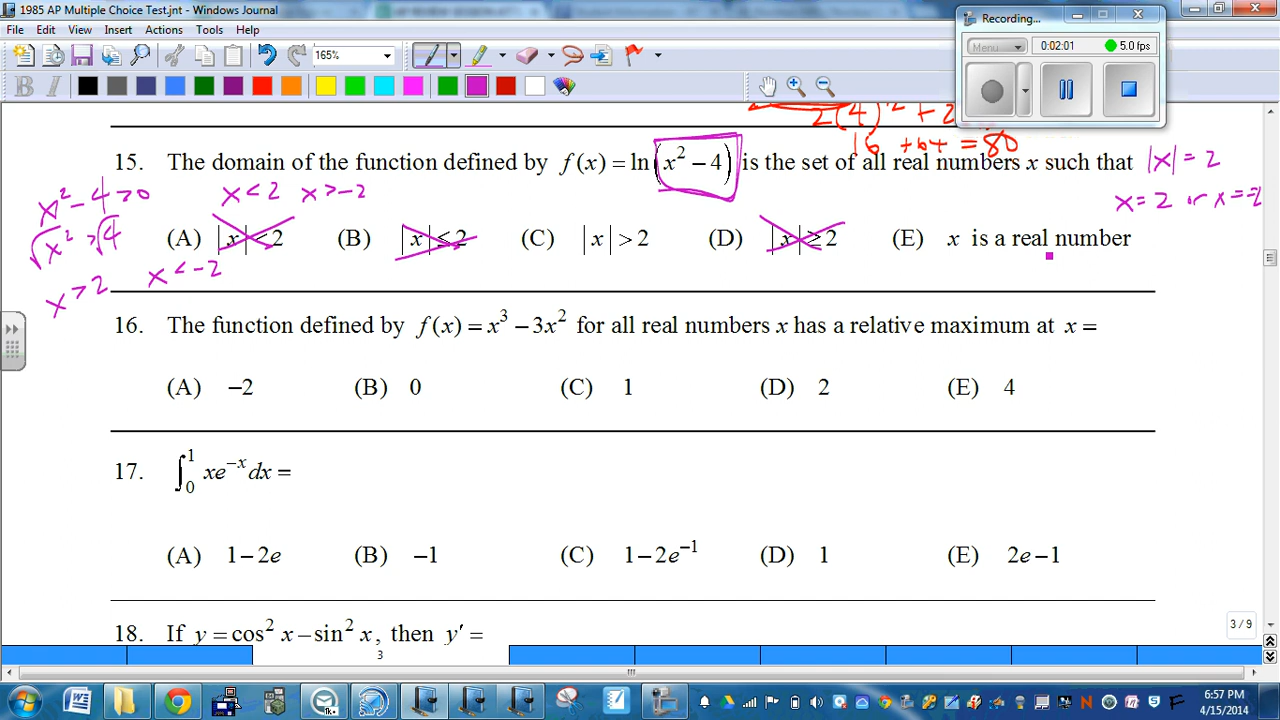 1985 AP Multiple Choice Test.jnt - Windows Journal
File Edit View Insert Actions Tools Help
165%
Recording...
Menu 0:02:01 5.0 fps
2(4)² + 2
16 + 64 = 80
15. The domain of the function defined by f(x) = ln(x² − 4) is the set of all real numbers x such that |x| = 2
x² − 4 > 0 x < 2 x > −2 x = 2 or x = −2
√x² > √4 (A) |x| < 2 (B) |x| ≤ 2 (C) |x| > 2 (D) |x| ≥ 2 (E) x is a real number
x > 2 x < −2
16. The function defined by f(x) = x³ − 3x² for all real numbers x has a relative maximum at x =
(A) −2 (B) 0 (C) 1 (D) 2 (E) 4
17. ∫₀¹ xe⁻ˣ dx =
(A) 1 − 2e (B) −1 (C) 1 − 2e⁻¹ (D) 1 (E) 2e − 1
18. If y = cos² x − sin² x, then y′ =
3 / 9
3
6:57 PM
4/15/2014